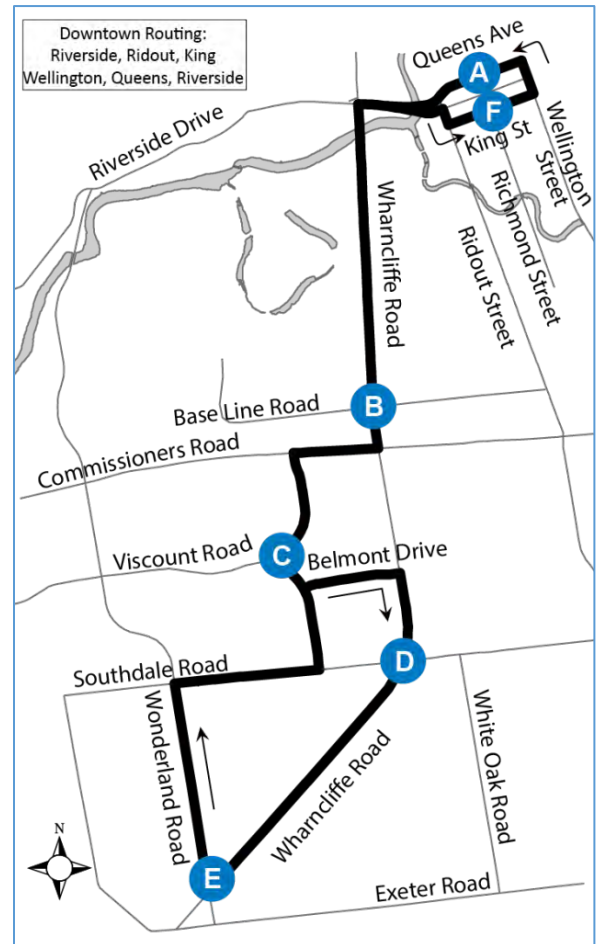 Downtown Routing:
Riverside, Ridout, King
Wellington, Queens, Riverside
Queens Ave
A
F
King St
Wellington
Street
Riverside Drive
Wharncliffe Road
Richmond Street
Ridout Street
Base Line Road
B
Commissioners Road
Viscount Road
C
Belmont Drive
D
Southdale Road
Wonderland Road
Wharncliffe Road
White Oak Road
N
E
Exeter Road